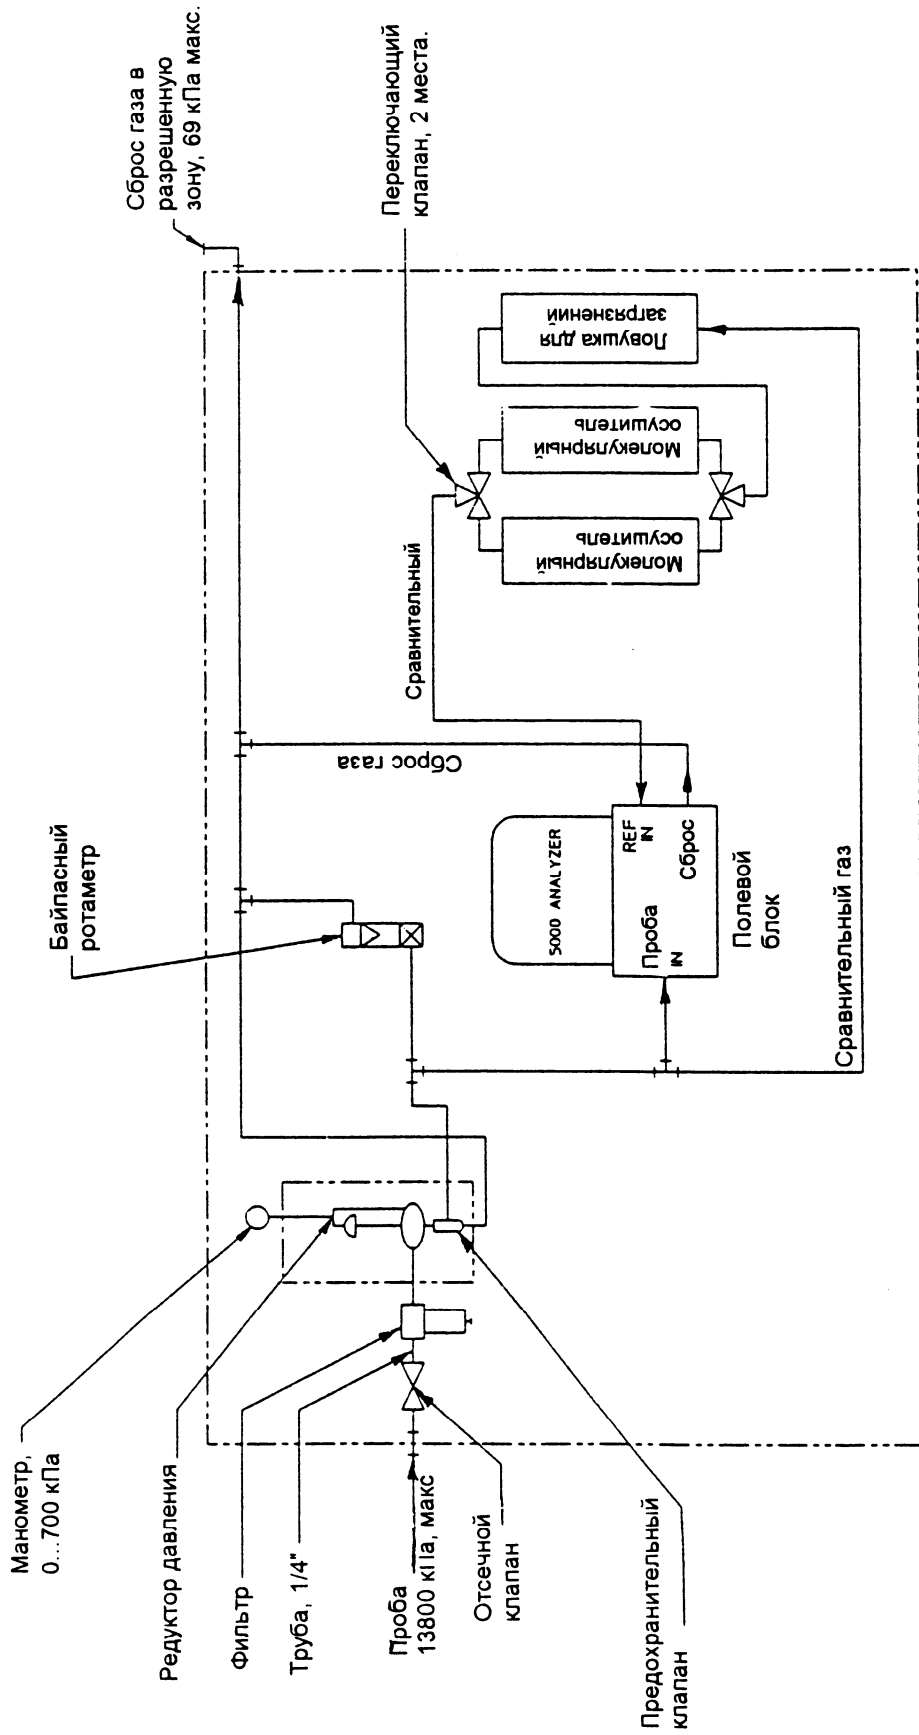 Манометр,
0...700 кПа
Редуктор давления
Фильтр
Труба, 1/4"
Проба
13800 кПа, макс
Отсечной
клапан
Предохранительный
клапан
Байпасный
ротаметр
Сброс газа в
разрешенную
зону, 69 кПа макс.
Переключающий
клапан, 2 места.
Сброс газа
Сравнительный
5000 ANALYZER
Проба
IN
REF
IN
Сброс
Полевой
блок
Сравнительный газ
Молекулярный
осушитель
Молекулярный
осушитель
Ловушка для
загрязнений